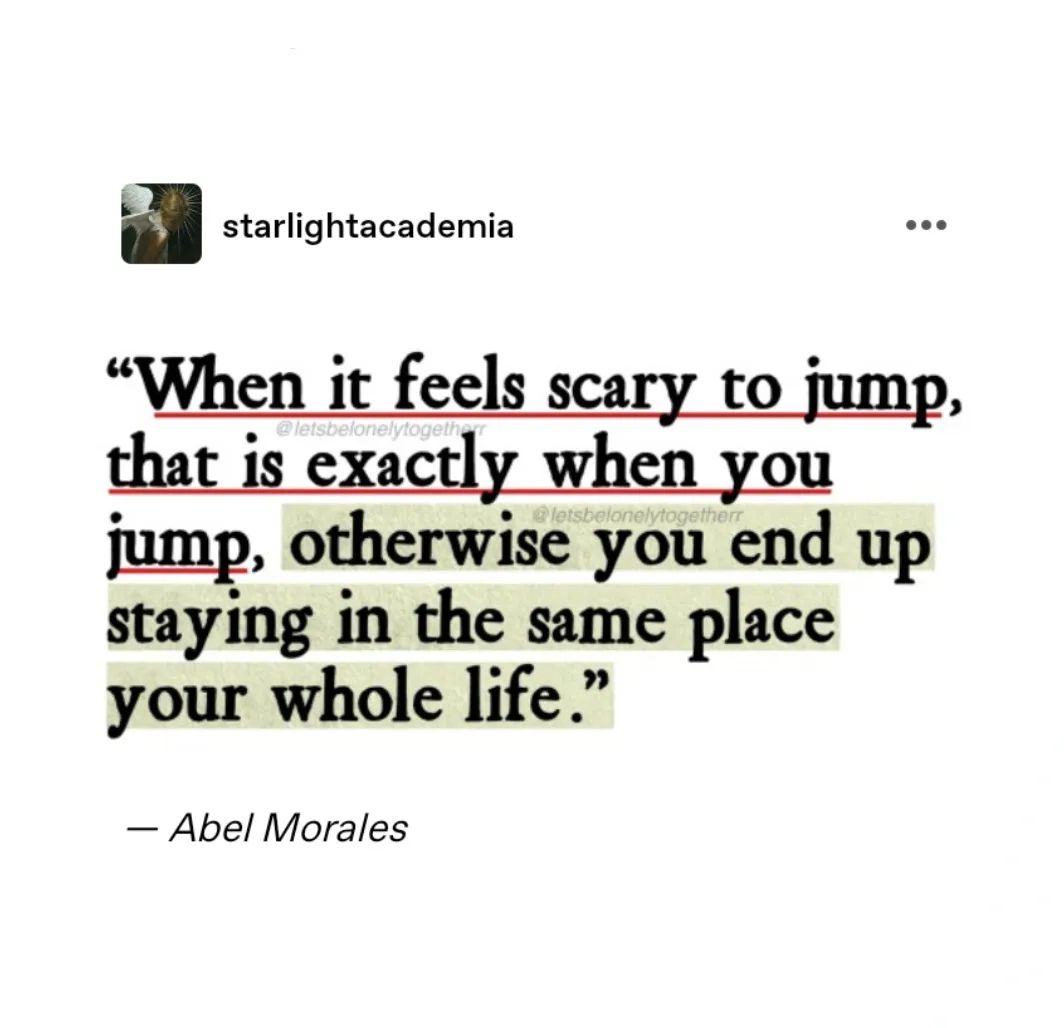 starlightacademia
“When it feels scary to jump,
@letsbelonelytogetherr
that is exactly when you
@letsbelonelytogetherr
jump, otherwise you end up
staying in the same place
your whole life.”
— Abel Morales